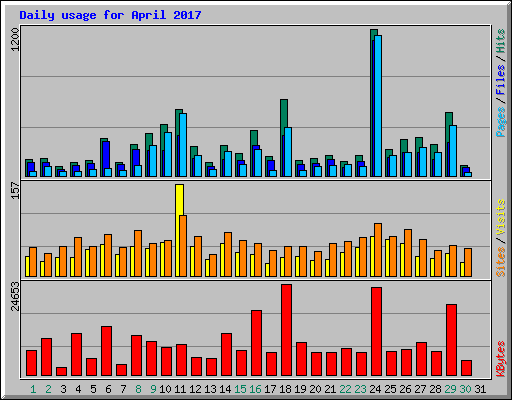 Daily usage for April 2017
1200
Pages / Files / Hits
157
Sites / Visits
24653
KBytes
1 2 3 4 5 6 7 8 9 10 11 12 13 14 15 16 17 18 19 20 21 22 23 24 25 26 27 28 29 30 31